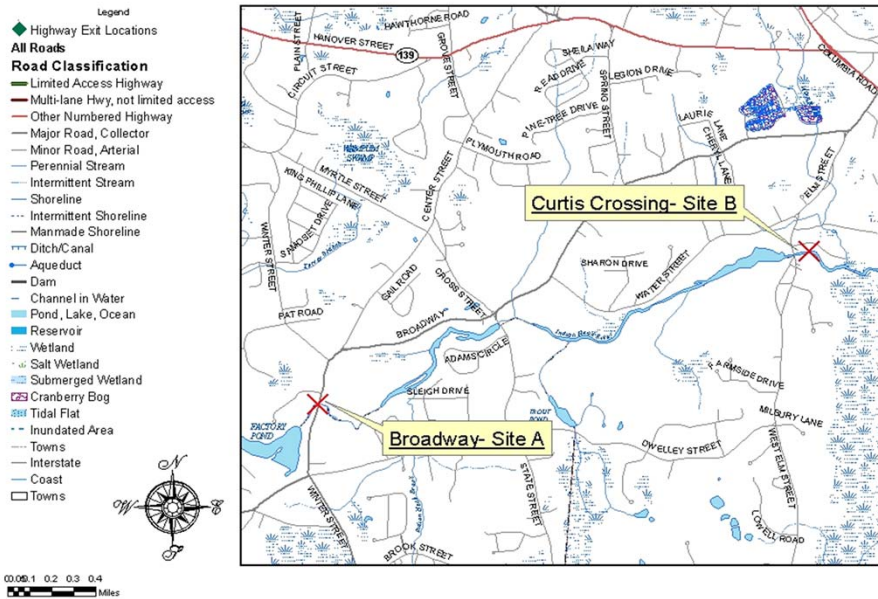 Legend
Highway Exit Locations
All Roads
Road Classification
Limited Access Highway
Multi-lane Hwy, not limited access
Other Numbered Highway
Major Road, Collector
Minor Road, Arterial
Perennial Stream
Intermittent Stream
Shoreline
Intermittent Shoreline
Manmade Shoreline
Ditch/Canal
Aqueduct
Dam
Channel in Water
Pond, Lake, Ocean
Reservoir
Wetland
Salt Wetland
Submerged Wetland
Cranberry Bog
Tidal Flat
Inundated Area
Towns
Interstate
Coast
Towns
N
W
E
S
0.1 0.2 0.3 0.4
Miles
PLAIN STREET
HAWTHORNE ROAD
HANOVER STREET
139
GROVE STREET
CIRCUIT STREET
SHEILA WAY
READ DRIVE
LEGION DRIVE
SPRING STREET
PINE-TREE DRIVE
COLUMBIA ROAD
LAURIE LANE
CHERYL LANE
PLYMOUTH ROAD
SWAMP
MYRTLE STREET
KING PHILLIP LANE
CENTER STREET
ELM STREET
Curtis Crossing- Site B
WINTER STREET
SAMOSET DRIVE
GAIL ROAD
CROSS STREET
SHARON DRIVE
WATER STREET
PAT ROAD
BROADWAY
ADAMS CIRCLE
SLEIGH DRIVE
FARMSIDE DRIVE
MILBURY LANE
FACTORY
POND
Broadway- Site A
POND
DWELLEY STREET
WEST ELM STREET
STATE STREET
WINTER STREET
BROOK STREET
LOWELL ROAD